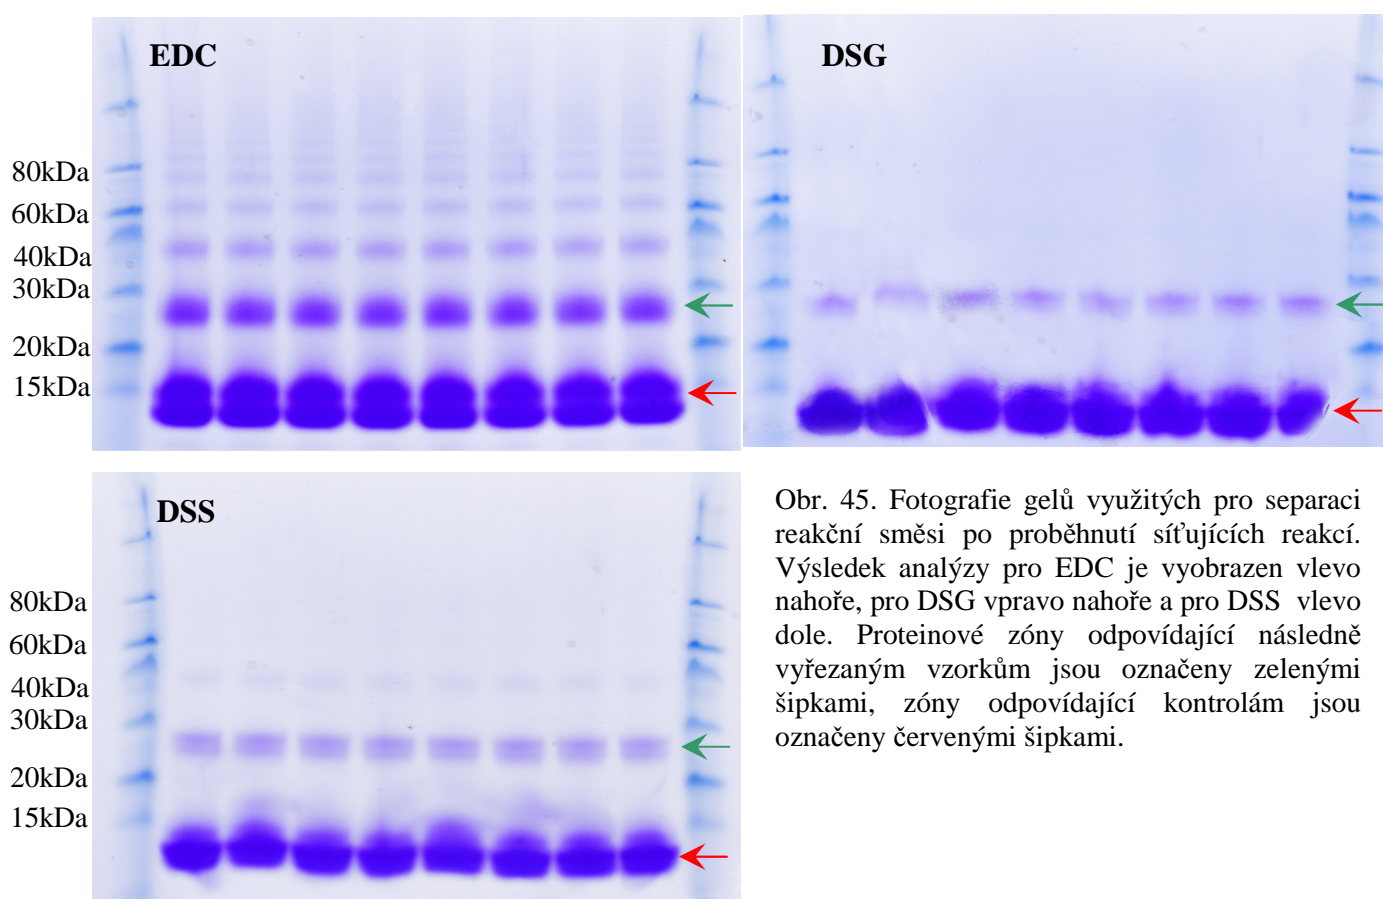 EDC
DSG
80kDa
60kDa
40kDa
30kDa
20kDa
15kDa
DSS
80kDa
60kDa
40kDa
30kDa
20kDa
15kDa
Obr. 45. Fotografie gelů využitých pro separaci
reakční směsi po proběhnutí síťujících reakcí.
Výsledek analýzy pro EDC je vyobrazen vlevo
nahoře, pro DSG vpravo nahoře a pro DSS vlevo
dole. Proteinové zóny odpovídající následně
vyřezaným vzorkům jsou označeny zelenými
šipkami, zóny odpovídající kontrolám jsou
označeny červenými šipkami.